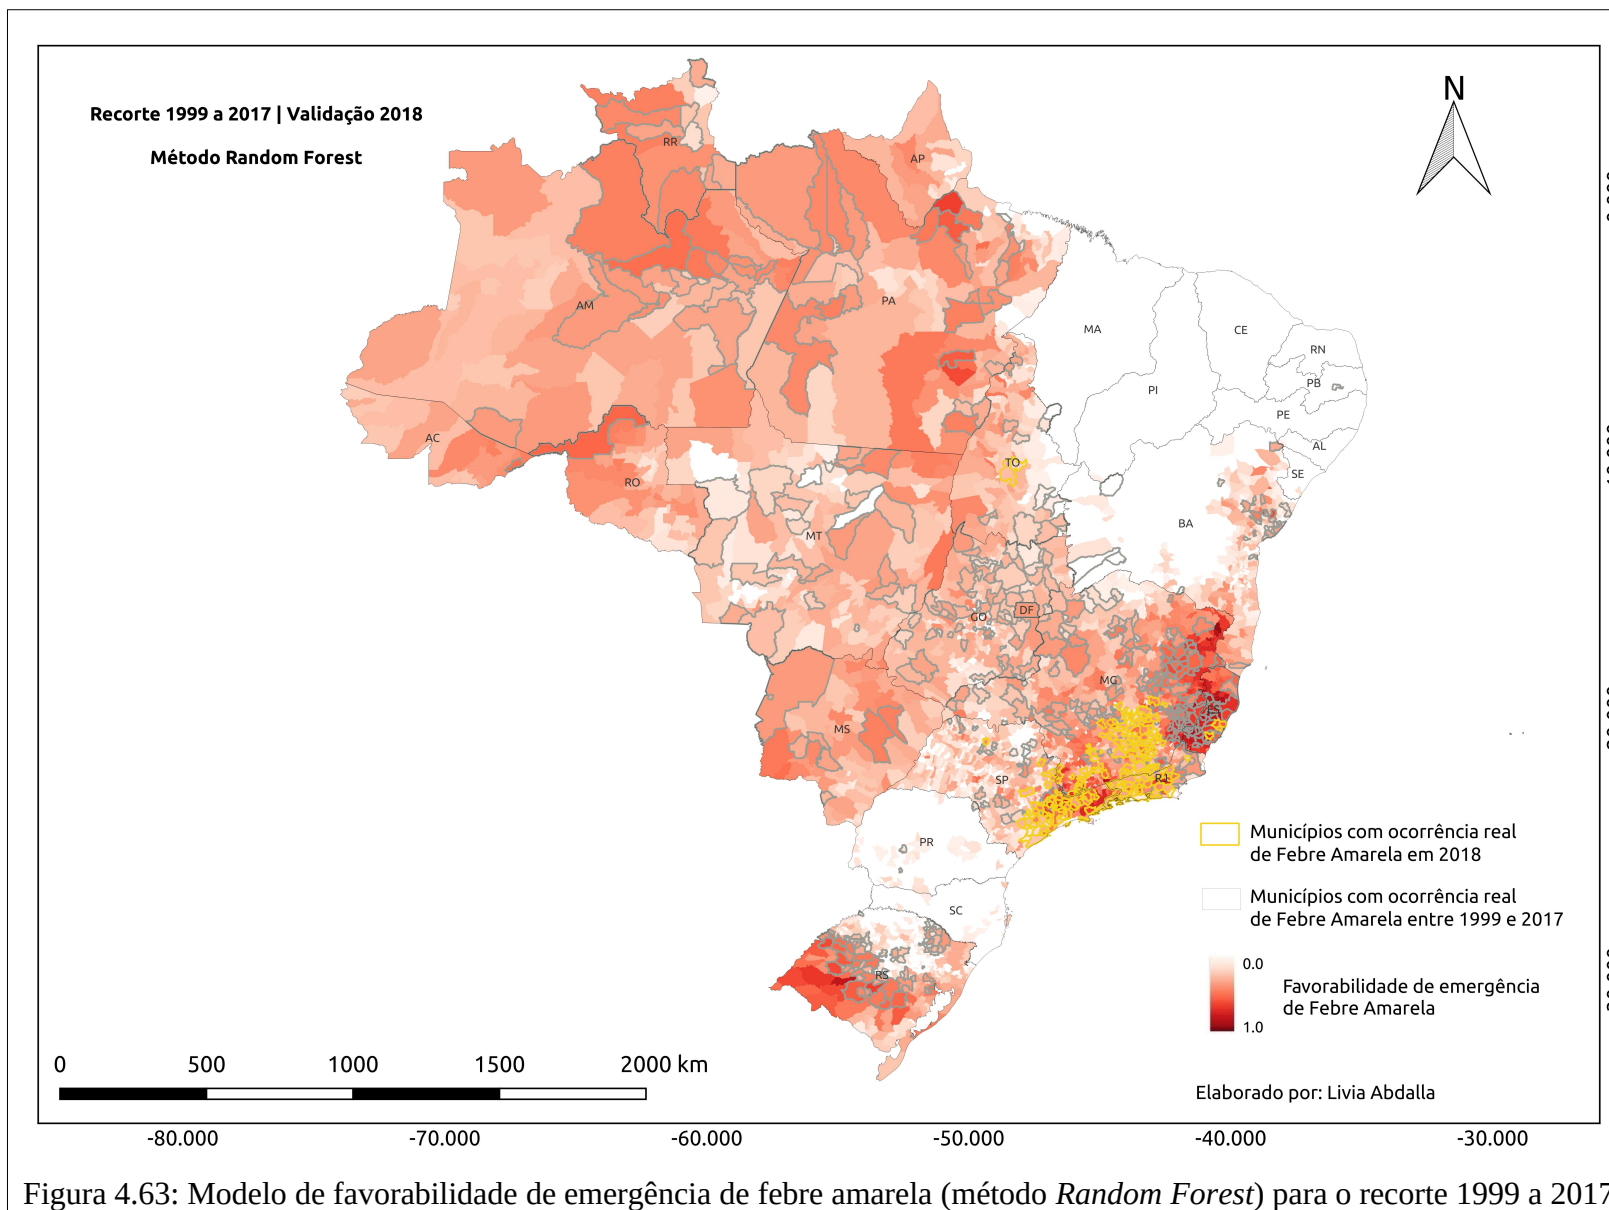 Recorte 1999 a 2017 | Validação 2018
Método Random Forest
N
RR
AP
AM
PA
MA
CE
RN
PB
PI
PE
AL
SE
AC
TO
RO
BA
MT
GO
DF
MG
ES
MS
SP
RJ
PR
SC
RS
Municípios com ocorrência real
de Febre Amarela em 2018
Municípios com ocorrência real
de Febre Amarela entre 1999 e 2017
0.0
Favorabilidade de emergência
de Febre Amarela
1.0
0 500 1000 1500 2000 km
Elaborado por: Livia Abdalla
-80.000 -70.000 -60.000 -50.000 -40.000 -30.000
Figura 4.63: Modelo de favorabilidade de emergência de febre amarela (método Random Forest) para o recorte 1999 a 2017